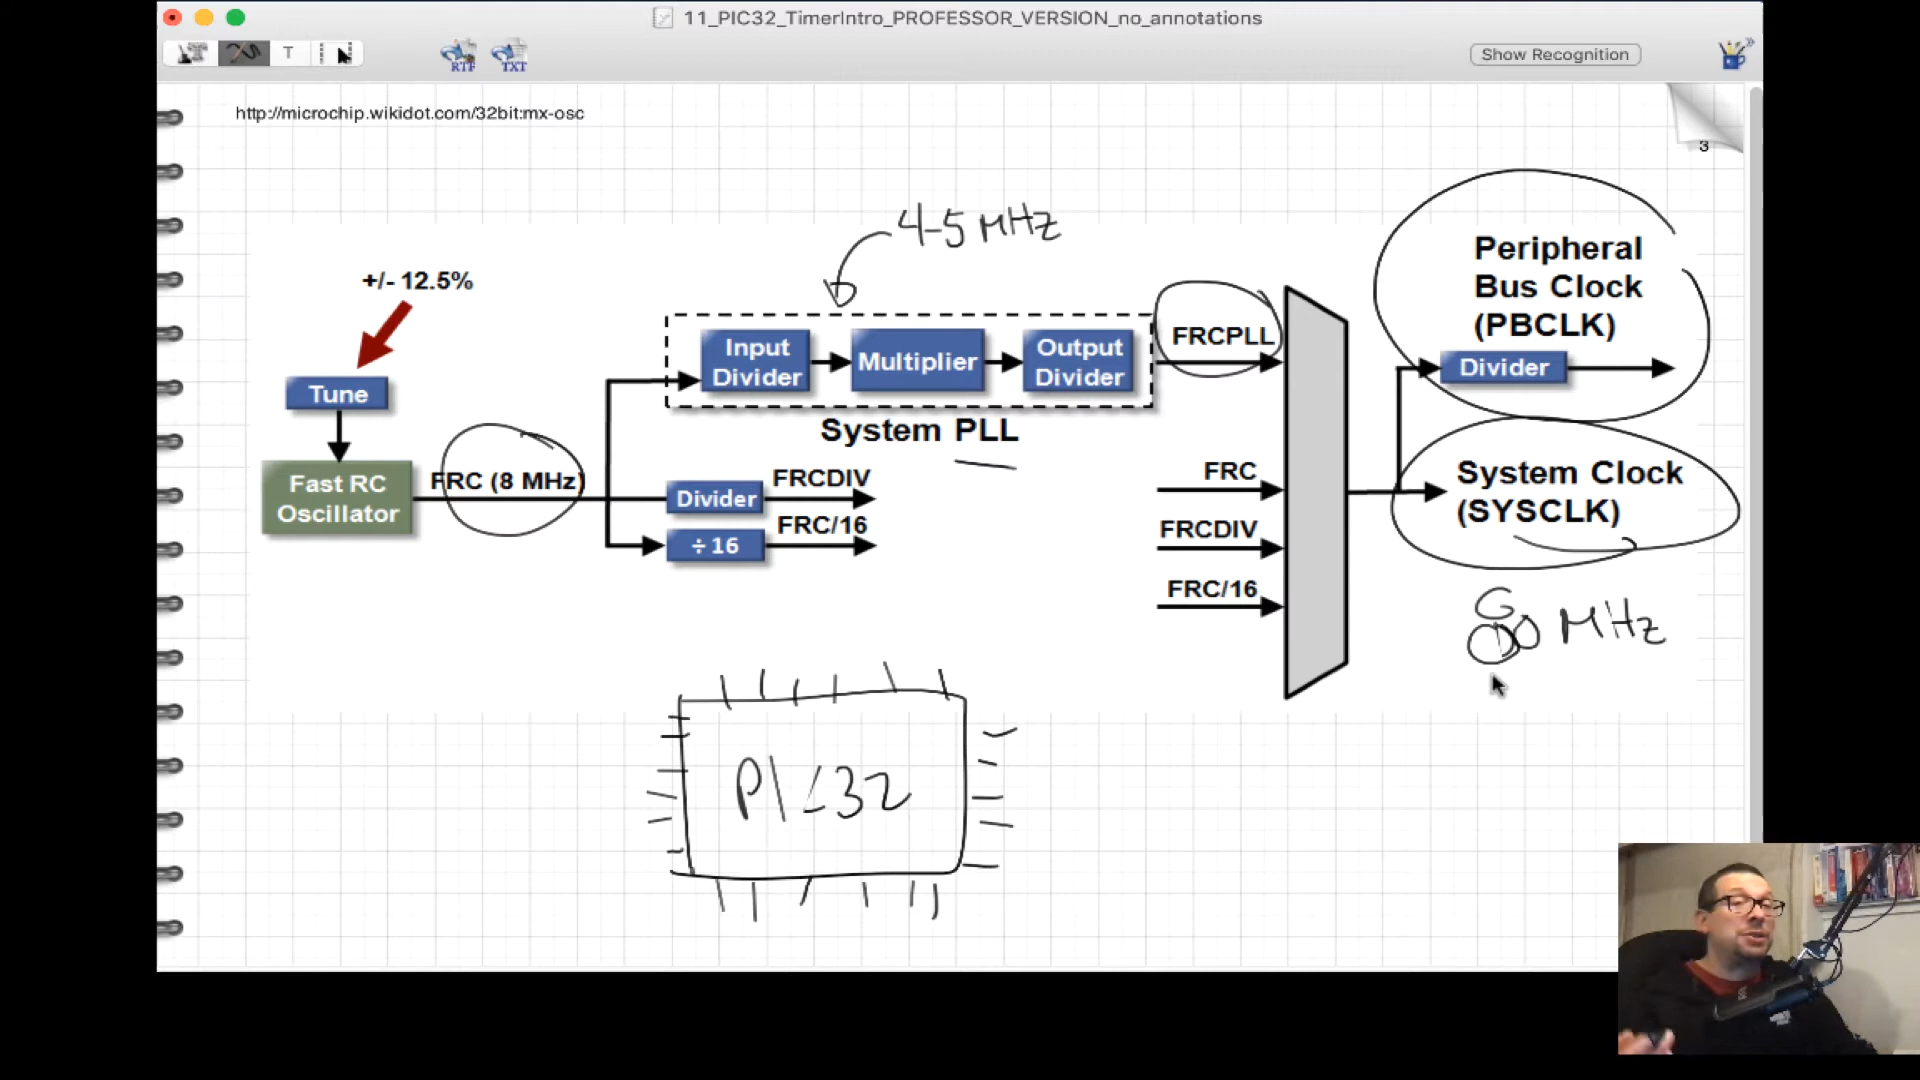 11_PIC32_TimerIntro_PROFESSOR_VERSION_no_annotations
T
RTF
TXT
Show Recognition
http://microchip.wikidot.com/32bit:mx-osc
3
4-5 MHz
+/- 12.5%
Tune
Fast RC
Oscillator
FRC (8 MHz)
Input
Divider
Multiplier
Output
Divider
System PLL
FRCPLL
Divider
FRCDIV
÷ 16
FRC/16
FRC
FRCDIV
FRC/16
Peripheral
Bus Clock
(PBCLK)
Divider
System Clock
(SYSCLK)
MHz
PIC32